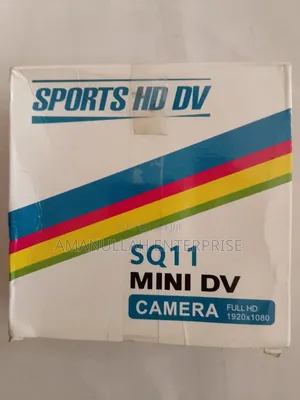 SPORTS HD DV
AMANULLAH ENTERPRISE
SQ11
MINI DV
CAMERA
FULL HD
1920x1080